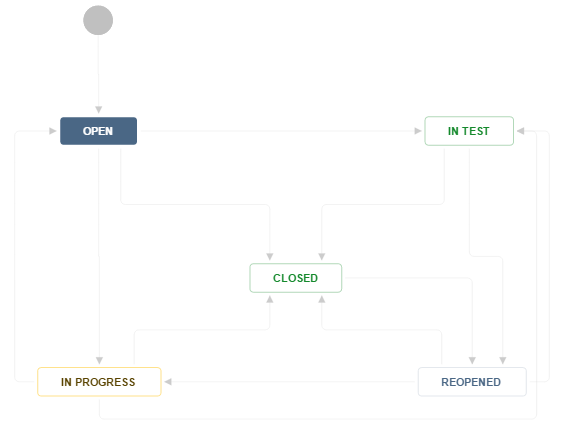 OPEN
IN TEST
CLOSED
IN PROGRESS
REOPENED